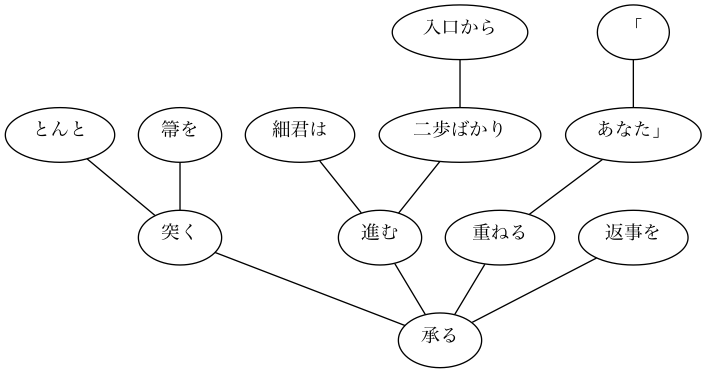 入口から
「
とんと
箒を
細君は
二歩ばかり
あなた」
突く
進む
重ねる
返事を
承る